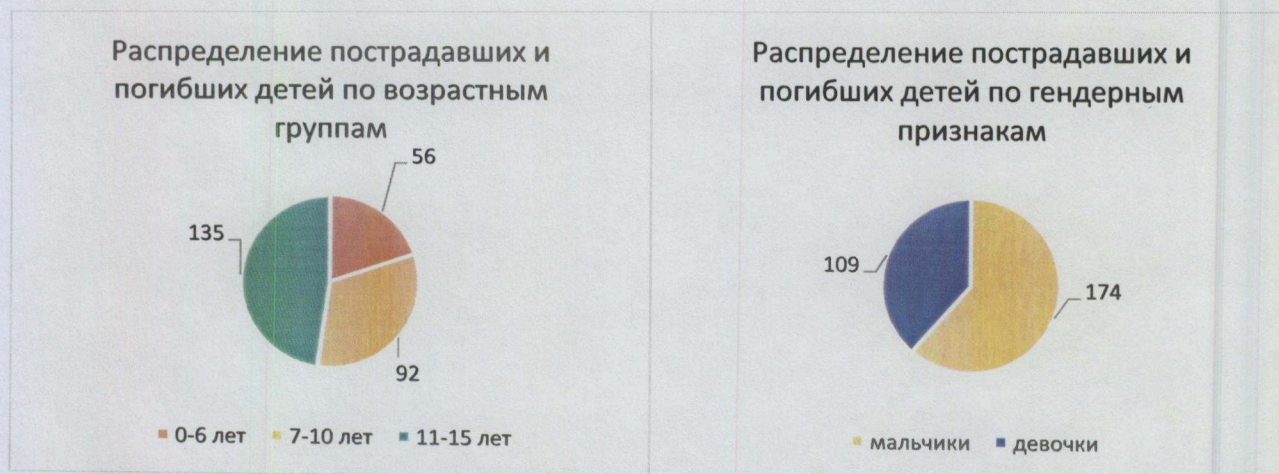 Распределение пострадавших и
погибших детей по возрастным
группам
56
135
92
0-6 лет 7-10 лет 11-15 лет
Распределение пострадавших и
погибших детей по гендерным
признакам
109
174
мальчики девочки